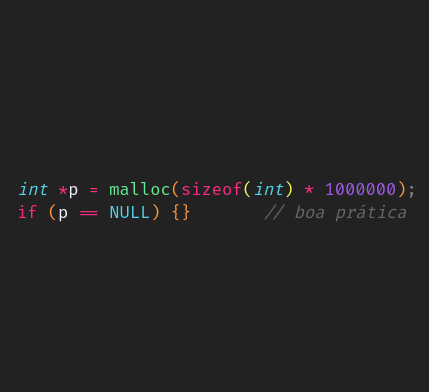 int *p = malloc(sizeof(int) * 1000000);
if (p == NULL) {}       // boa prática